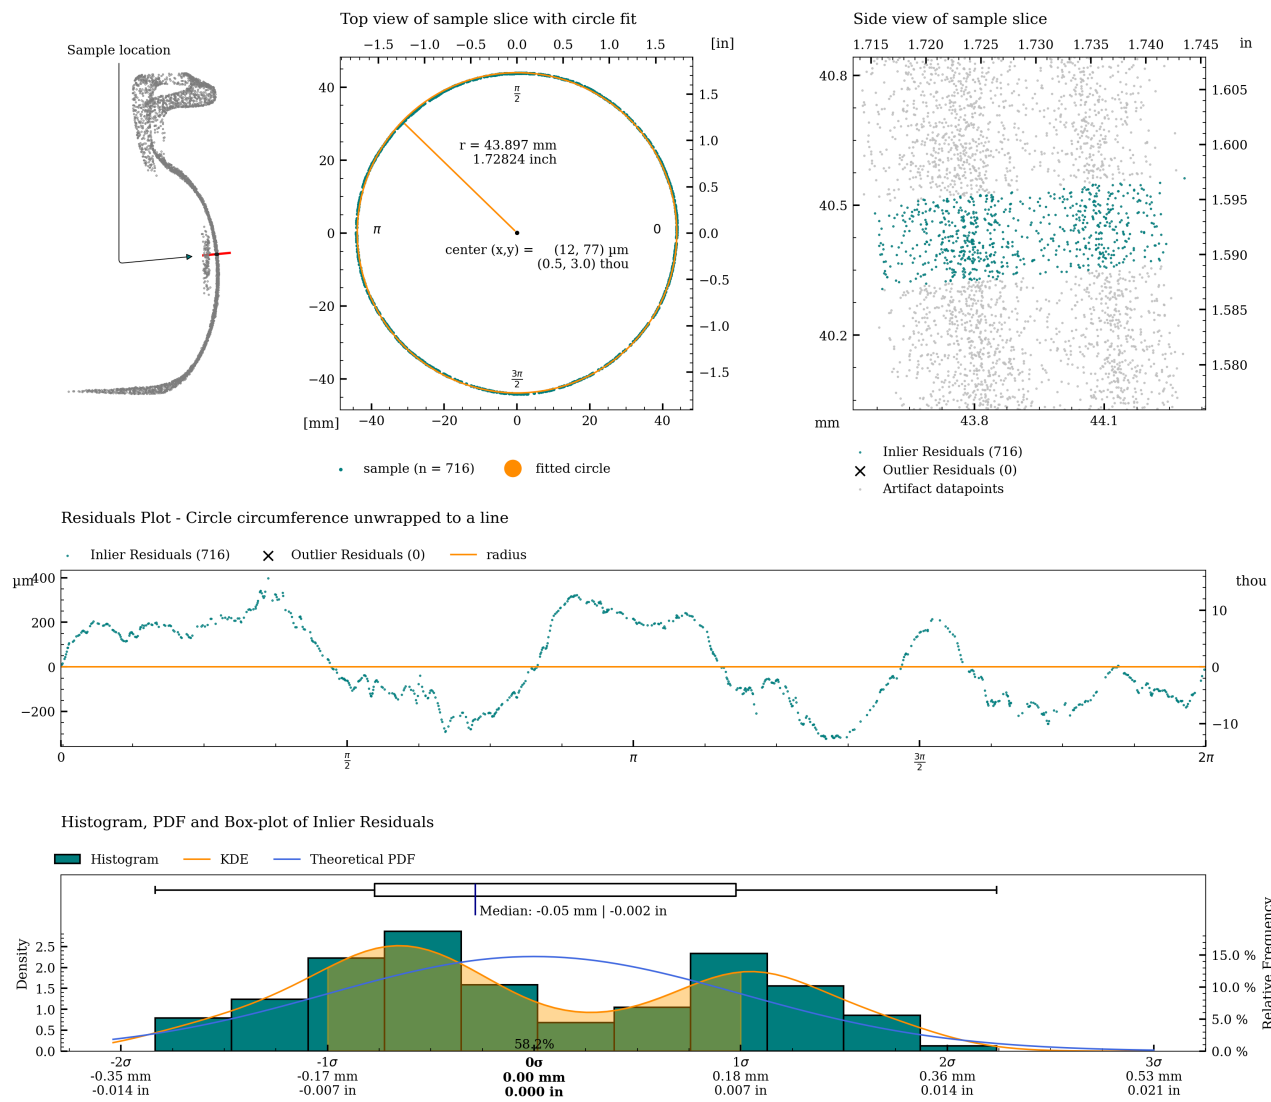 Sample location
Top view of sample slice with circle fit
−1.5 −1.0 −0.5 0.0 0.5 1.0 1.5 [in]
40
20
0
−20
−40
1.5
1.0
0.5
0.0
−0.5
−1.0
−1.5
π/2
r = 43.897 mm
1.72824 inch
π
0
center (x,y) = (12, 77) µm
(0.5, 3.0) thou
3π/2
[mm] −40 −20 0 20 40
sample (n = 716)
fitted circle
Side view of sample slice
1.715 1.720 1.725 1.730 1.735 1.740 1.745 in
40.8
40.5
40.2
1.605
1.600
1.595
1.590
1.585
1.580
mm 43.8 44.1
Inlier Residuals (716)
Outlier Residuals (0)
Artifact datapoints
Residuals Plot - Circle circumference unwrapped to a line
Inlier Residuals (716) Outlier Residuals (0) radius
µm
400
200
0
−200
thou
10
0
−10
0 π/2 π 3π/2 2π
Histogram, PDF and Box-plot of Inlier Residuals
Histogram KDE Theoretical PDF
Median: -0.05 mm | -0.002 in
Density
2.5
2.0
1.5
1.0
0.5
0.0
Relative Frequency
15.0 %
10.0 %
5.0 %
0.0 %
58.2%
-2σ -1σ 0σ 1σ 2σ 3σ
-0.35 mm -0.17 mm 0.00 mm 0.18 mm 0.36 mm 0.53 mm
-0.014 in -0.007 in 0.000 in 0.007 in 0.014 in 0.021 in